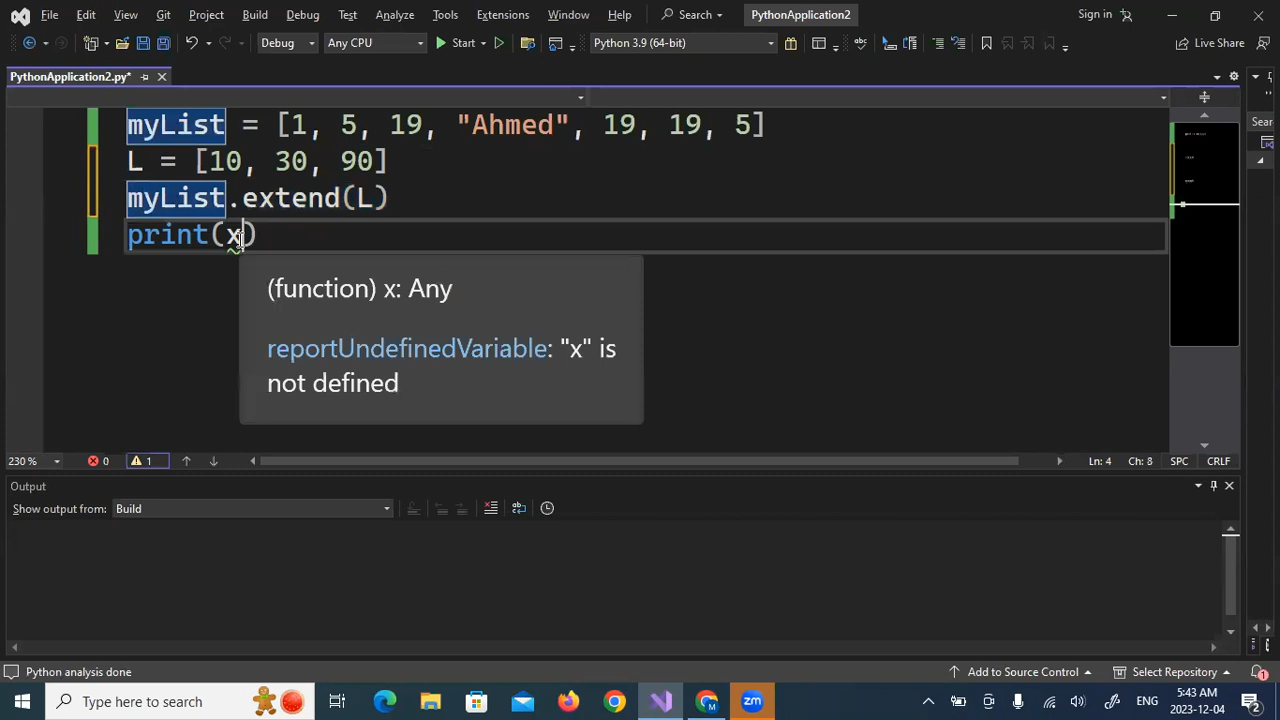 File Edit View Git Project Build Debug Test Analyze Tools Extensions Window Help Search PythonApplication2 Sign in
Debug Any CPU Start Python 3.9 (64-bit) Live Share
PythonApplication2.py*
myList = [1, 5, 19, "Ahmed", 19, 19, 5]
L = [10, 30, 90]
myList.extend(L)
print(x)
(function) x: Any
reportUndefinedVariable: "x" is
not defined
230 % 0 1 Ln: 4 Ch: 8 SPC CRLF
Output
Show output from: Build
Python analysis done Add to Source Control Select Repository 1
Type here to search ENG 5:43 AM
2023-12-04 2